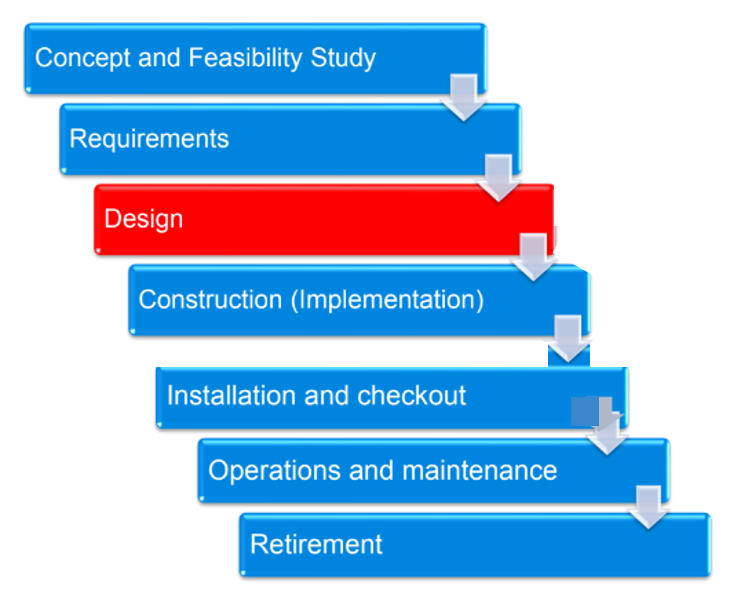 Concept and Feasibility Study
Requirements
Design
Construction (Implementation)
Installation and checkout
Operations and maintenance
Retirement